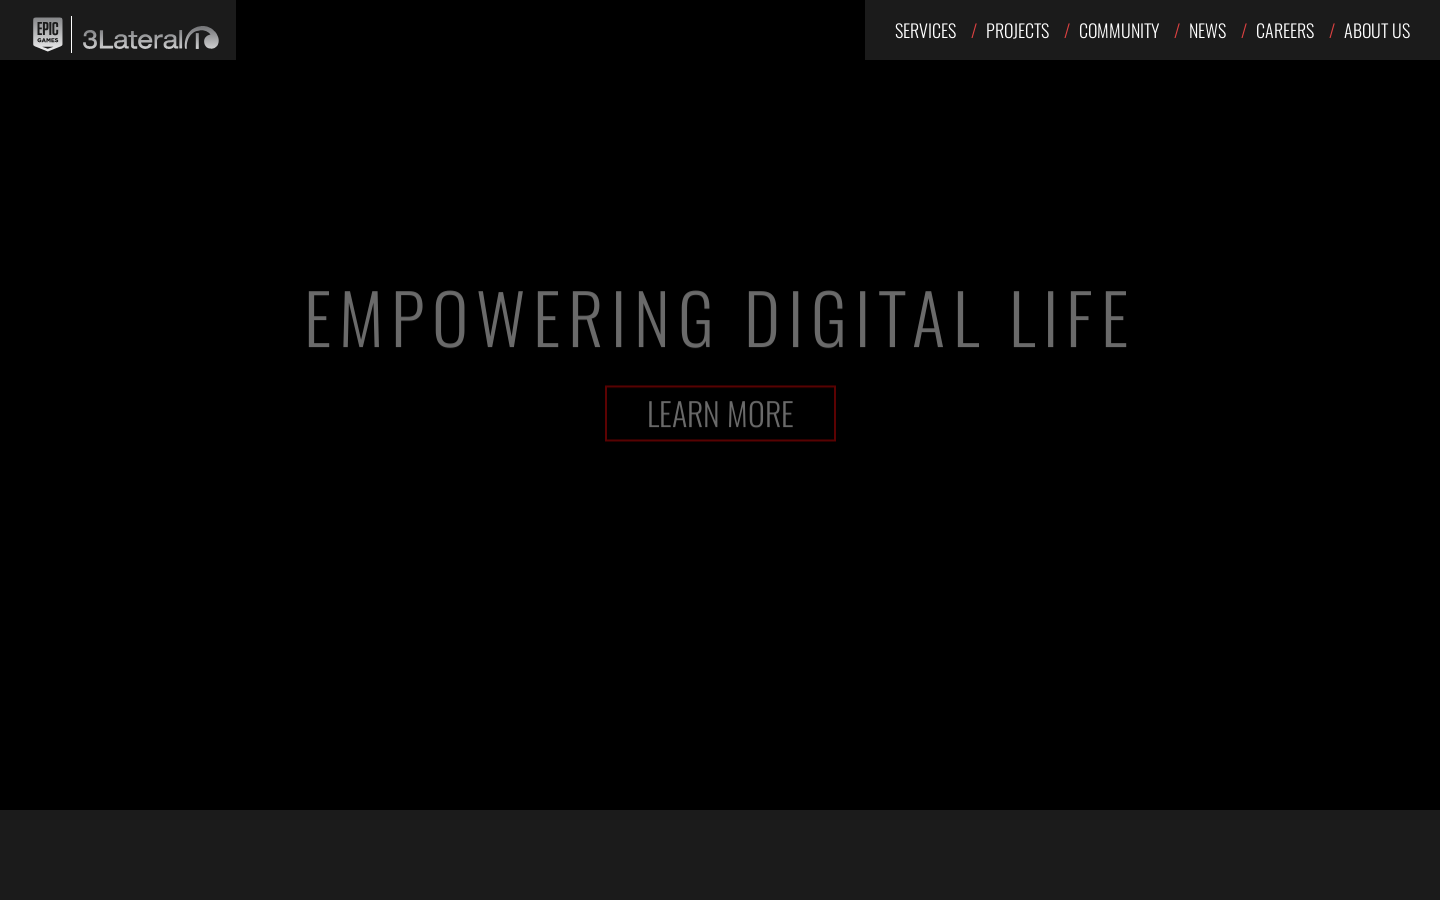 EPIC
GAMES
3Lateral
SERVICES / PROJECTS / COMMUNITY / NEWS / CAREERS / ABOUT US
EMPOWERING DIGITAL LIFE
LEARN MORE